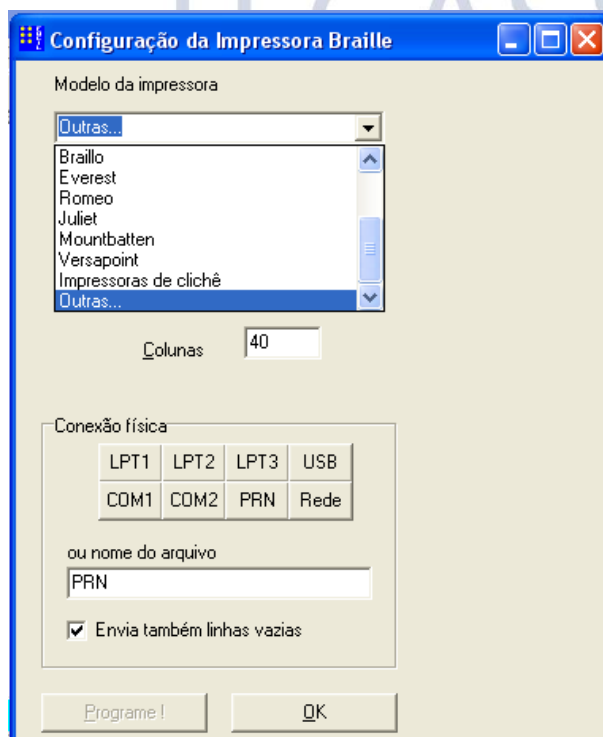 Configuração da Impressora Braille
Modelo da impressora
Outras...
Braillo
Everest
Romeo
Juliet
Mountbatten
Versapoint
Impressoras de clichê
Outras...
Colunas 40
Conexão física
LPT1 LPT2 LPT3 USB
COM1 COM2 PRN Rede
ou nome do arquivo
PRN
Envia também linhas vazias
Programe ! OK